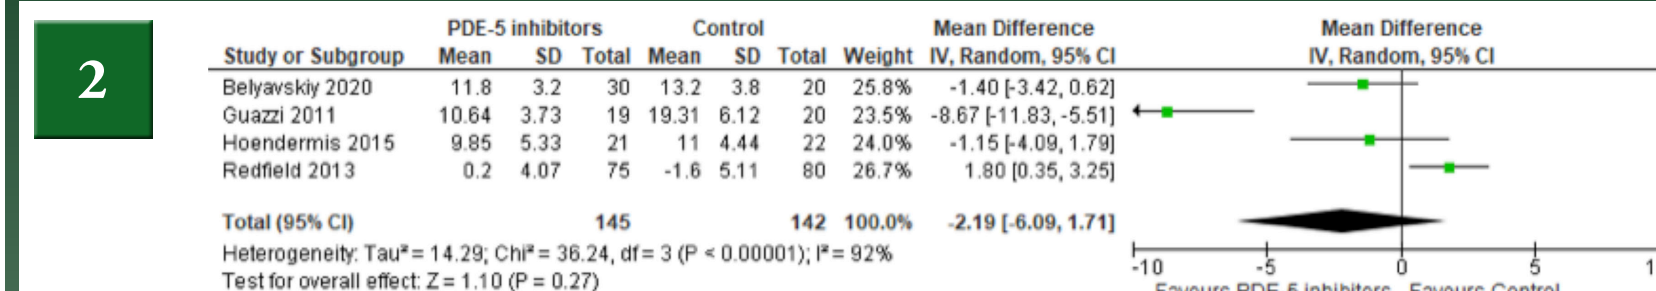 2
PDE-5 inhibitors Control Mean Difference Mean Difference
Study or Subgroup Mean SD Total Mean SD Total Weight IV, Random, 95% CI IV, Random, 95% CI
Belyavskiy 2020 11.8 3.2 30 13.2 3.8 20 25.8% -1.40 [-3.42, 0.62]
Guazzi 2011 10.64 3.73 19 19.31 6.12 20 23.5% -8.67 [-11.83, -5.51]
Hoendermis 2015 9.85 5.33 21 11 4.44 22 24.0% -1.15 [-4.09, 1.79]
Redfield 2013 0.2 4.07 75 -1.6 5.11 80 26.7% 1.80 [0.35, 3.25]
Total (95% CI) 145 142 100.0% -2.19 [-6.09, 1.71]
Heterogeneity: Tau² = 14.29; Chi² = 36.24, df = 3 (P < 0.00001); I² = 92%
Test for overall effect: Z = 1.10 (P = 0.27)
-10 -5 0 5
Favours PDE-5 inhibitors Favours Control